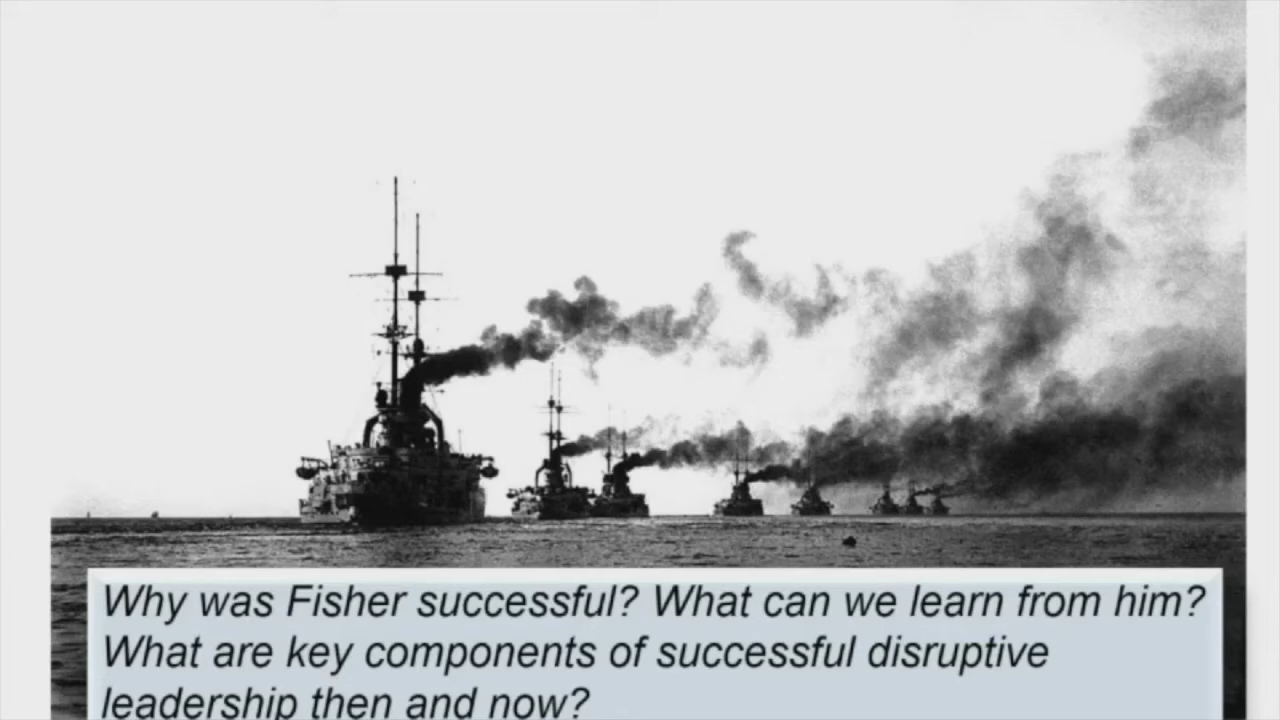 Why was Fisher successful? What can we learn from him?
What are key components of successful disruptive
leadership then and now?